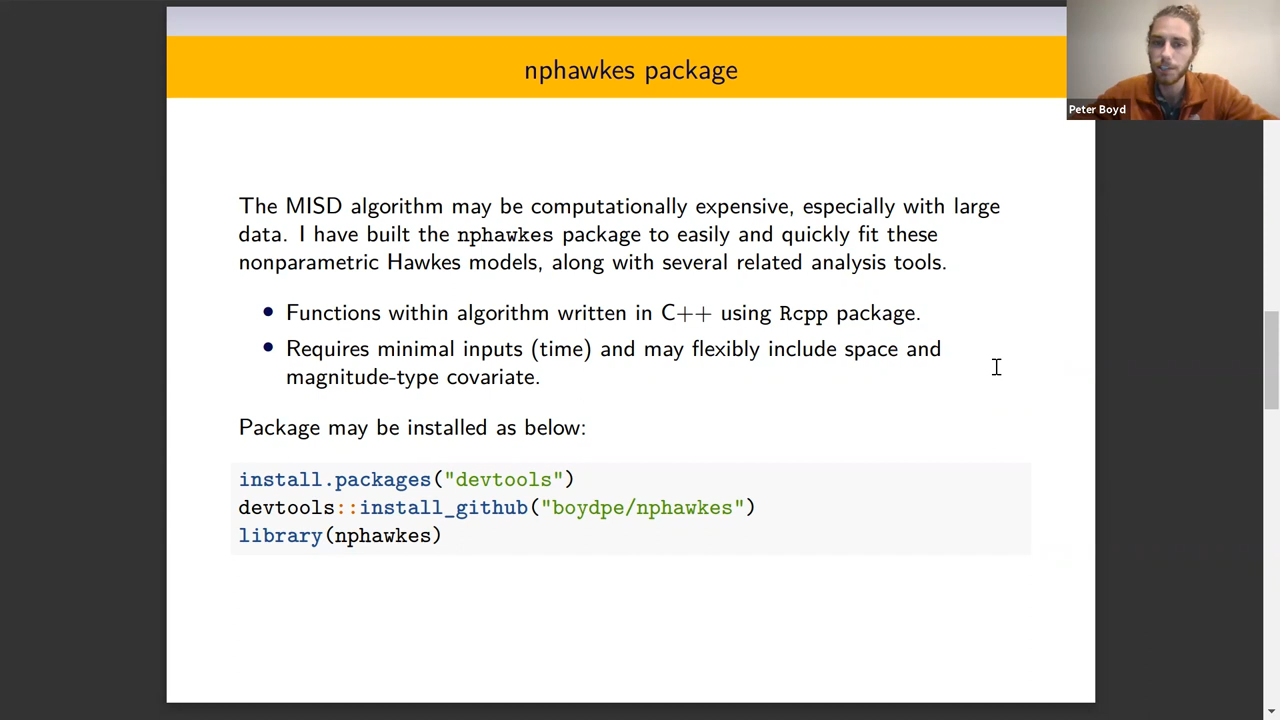 nphawkes package
Peter Boyd
The MISD algorithm may be computationally expensive, especially with large
data. I have built the nphawkes package to easily and quickly fit these
nonparametric Hawkes models, along with several related analysis tools.
• Functions within algorithm written in C++ using Rcpp package.
• Requires minimal inputs (time) and may flexibly include space and
magnitude-type covariate.
Package may be installed as below:
install.packages("devtools")
devtools::install_github("boydpe/nphawkes")
library(nphawkes)